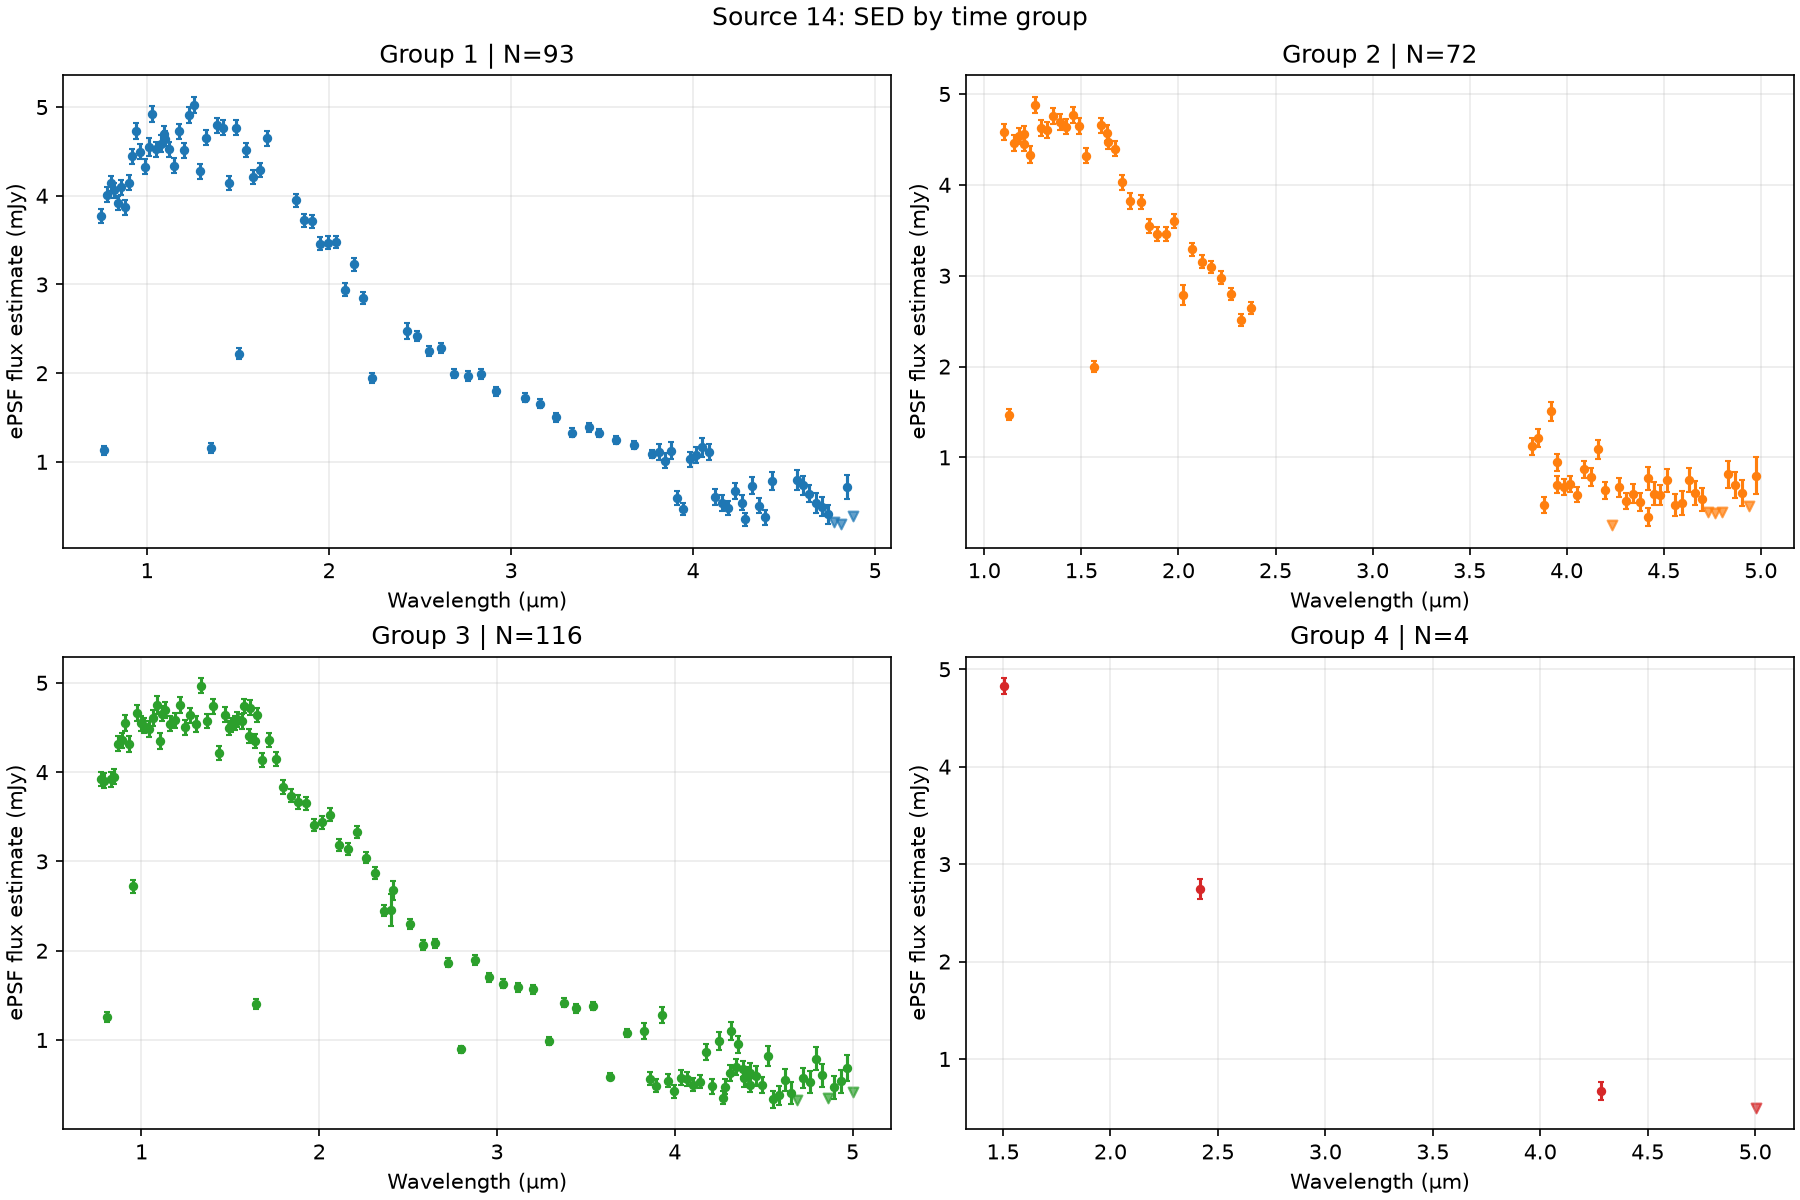 Source 14: SED by time group
Group 1 | N=93
5
4
3
2
1
ePSF flux estimate (mJy)
1 2 3 4 5
Wavelength (μm)
Group 2 | N=72
5
4
3
2
1
ePSF flux estimate (mJy)
1.0 1.5 2.0 2.5 3.0 3.5 4.0 4.5 5.0
Wavelength (μm)
Group 3 | N=116
5
4
3
2
1
ePSF flux estimate (mJy)
1 2 3 4 5
Wavelength (μm)
Group 4 | N=4
5
4
3
2
1
ePSF flux estimate (mJy)
1.5 2.0 2.5 3.0 3.5 4.0 4.5 5.0
Wavelength (μm)